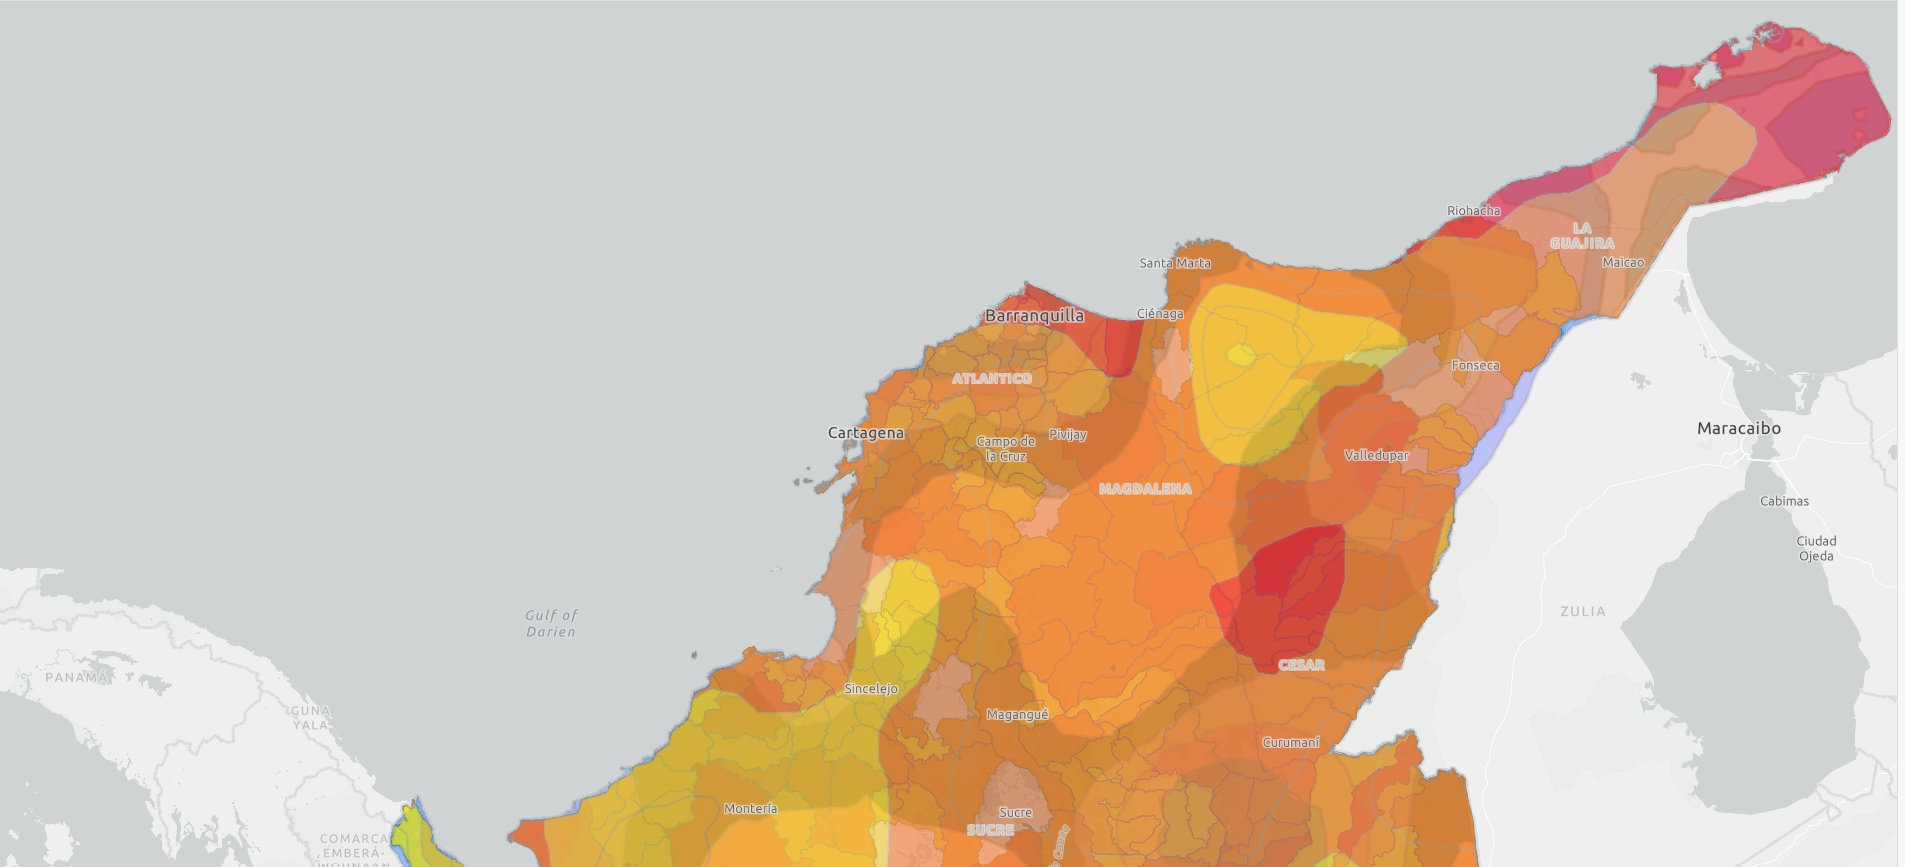 Riohacha
LA
GUAJIRA
Maicao
Santa Marta
Ciénaga
Barranquilla
Fonseca
ATLANTICO
Cartagena
Campo de
la Cruz
Pivijay
Valledupar
Maracaibo
MAGDALENA
Cabimas
Ciudad
Ojeda
ZULIA
Gulf of
Darien
CESAR
PANAMÁ
Sincelejo
GUNA
YALA
Magangué
Curumaní
Montería
Sucre
SUCRE
COMARCA
EMBERÁ-
WOUNAAN
Cauca